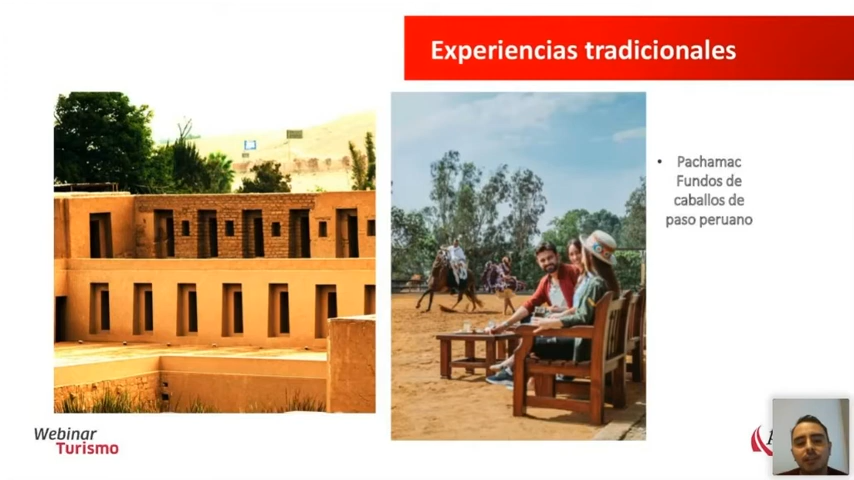 Experiencias tradicionales
• Pachamac
Fundos de
caballos de
paso peruano
Webinar
Turismo